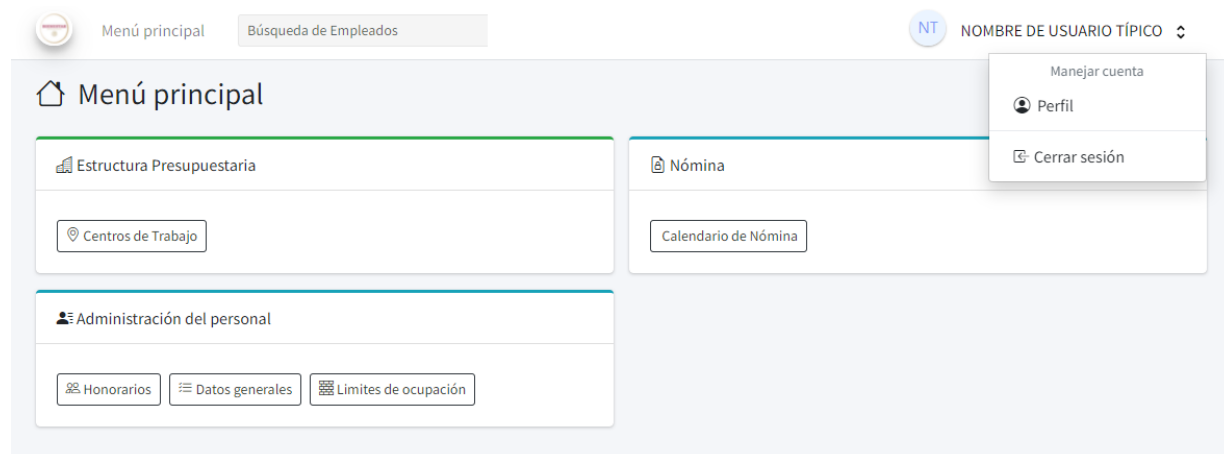 Menú principal
Búsqueda de Empleados
NT
NOMBRE DE USUARIO TÍPICO
Manejar cuenta
Perfil
Cerrar sesión
Menú principal
Estructura Presupuestaria
Centros de Trabajo
Nómina
Calendario de Nómina
Administración del personal
Honorarios
Datos generales
Limites de ocupación